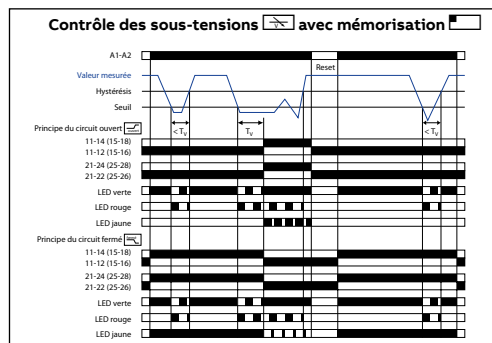 Contrôle des sous-tensions avec mémorisation
A1-A2
Reset
Valeur mesurée
Hystérésis
Seuil
< Tv Tv < Tv
Principe du circuit ouvert
11-14 (15-18)
11-12 (15-16)
21-24 (25-28)
21-22 (25-26)
LED verte
LED rouge
LED jaune
Principe du circuit fermé
11-14 (15-18)
11-12 (15-16)
21-24 (25-28)
21-22 (25-26)
LED verte
LED rouge
LED jaune